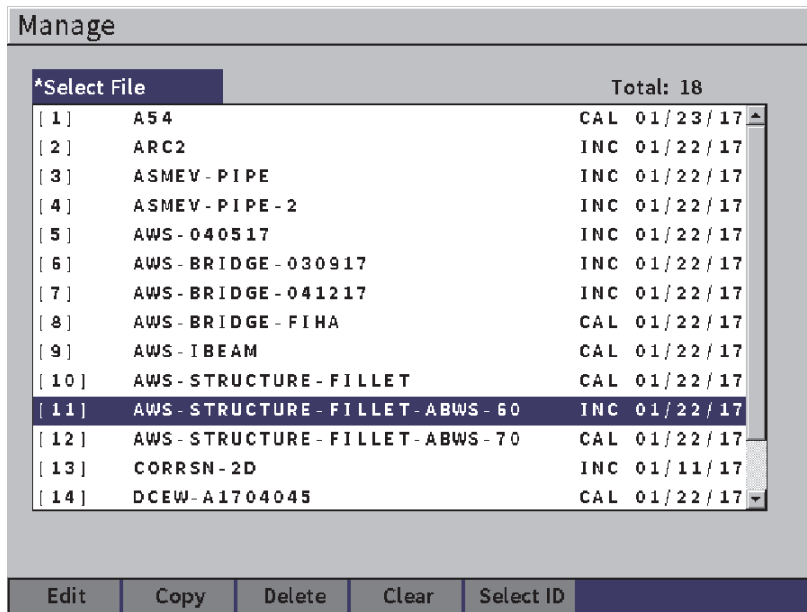 Manage
*Select File Total: 18
[1] A54 CAL 01/23/17
[2] ARC2 INC 01/22/17
[3] ASMEV-PIPE INC 01/22/17
[4] ASMEV-PIPE-2 INC 01/22/17
[5] AWS-040517 INC 01/22/17
[6] AWS-BRIDGE-030917 INC 01/22/17
[7] AWS-BRIDGE-041217 INC 01/22/17
[8] AWS-BRIDGE-FIHA CAL 01/22/17
[9] AWS-IBEAM CAL 01/22/17
[10] AWS-STRUCTURE-FILLET CAL 01/22/17
[11] AWS-STRUCTURE-FILLET-ABWS-60 INC 01/22/17
[12] AWS-STRUCTURE-FILLET-ABWS-70 CAL 01/22/17
[13] CORRSN-2D INC 01/11/17
[14] DCEW-A1704045 CAL 01/22/17
Edit Copy Delete Clear Select ID